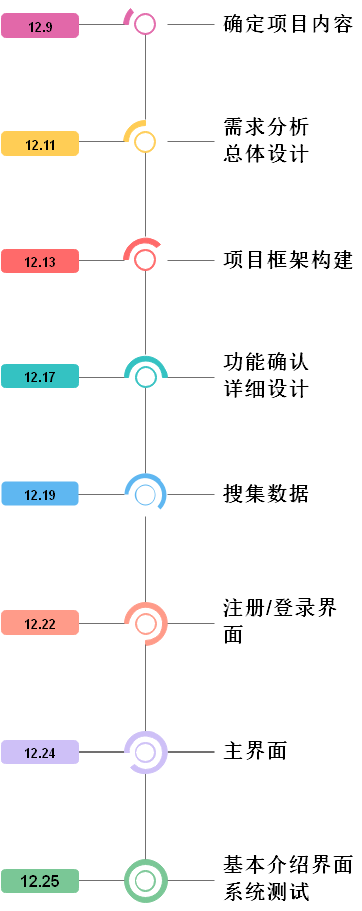 12.9
确定项目内容
12.11
需求分析
总体设计
12.13
项目框架构建
12.17
功能确认
详细设计
12.19
搜集数据
12.22
注册/登录界
面
12.24
主界面
12.25
基本介绍界面
系统测试